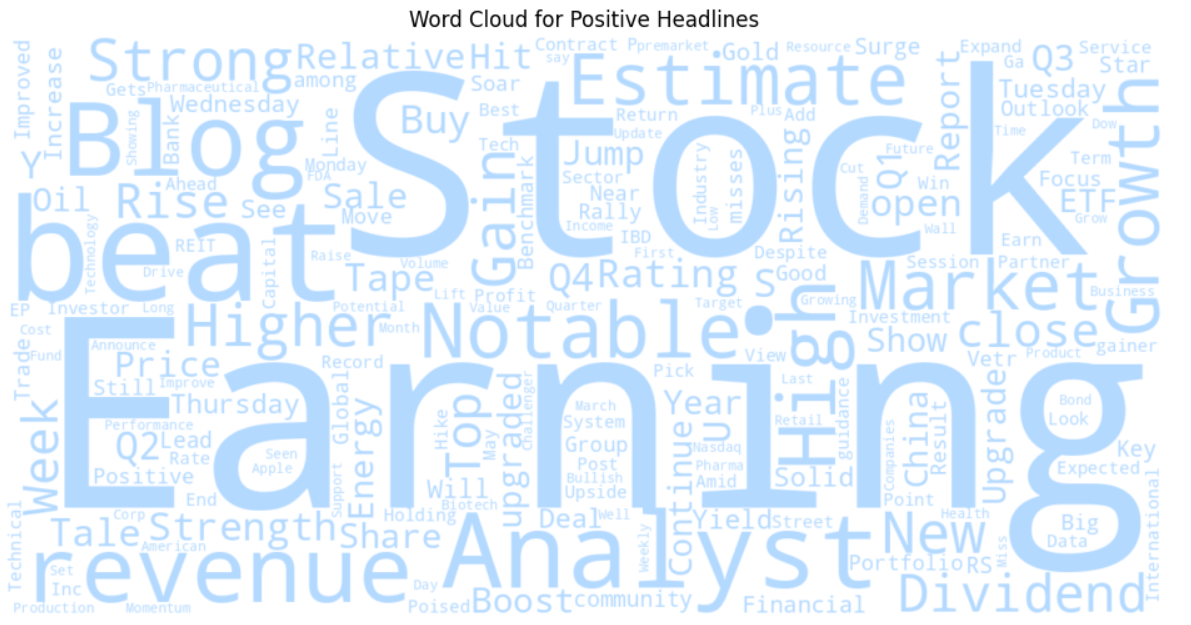 Word Cloud for Positive Headlines
Strong
Relative
Hit
Contract
P
premarket
say
Gold
Resource
Surge
Expand
Ga
Q3
Service
Star
Improved
Increase
Gets
Pharmaceutical
among
Soar
Estimate
Report
Tuesday
Outlook
Growth
Wednesday
Blog
Showing
Bank
Line
Buy
Best
Stock
Return
Plus
Add
Update
Time
Dow
Y
Monday
FDA
Tech
Gain
Benchmark
Jump
Sector
Industry
Low
misses
Rising
Cut
Demand
Q1
Future
Win
Wall
Term
Focus
ETF
Grow
Oil
Ahead
Rise
See
Sale
Move
Near
Rally
Income
open
Earn
beat
Technology
REIT
Drive
Capital
Raise
Volume
Tape
IBD
First
Despite
Session
Partner
Q4
Rating
S
Good
Growing
Market
Business
EP
Investor
Long
Higher
Potential
Month
Lift
Profit
Value
Quarter
Target
High
Investment
Show
close
Trade
Cost
Fund
Announce
Price
Record
Notable
View
Vetr
Product
gainer
Still
Improve
Pick
Last
Earning
Week
Thursday
Global
Energy
Hike
Top
May
upgraded
challenger
March
System
Year
U
Retail
guidance
China
Result
Companies
Upgrade
Bond
Look
Performance
Q2
Lead
Rate
Seen
Apple
Group
Post
Bullish
Upside
Continue
Nasdaq
Pharma
Amid
Solid
Point
Key
Expected
Positive
End
Support
Will
Holding
Biotech
Technical
Corp
Tale
American
Strength
Share
Analyst
Deal
Well
Weekly
Yield
Street
Health
New
Miss
Big
Data
International
Set
Inc
revenue
Day
Portfolio
RS
Production
Momentum
Poised
Boost
community
Financial
Dividend